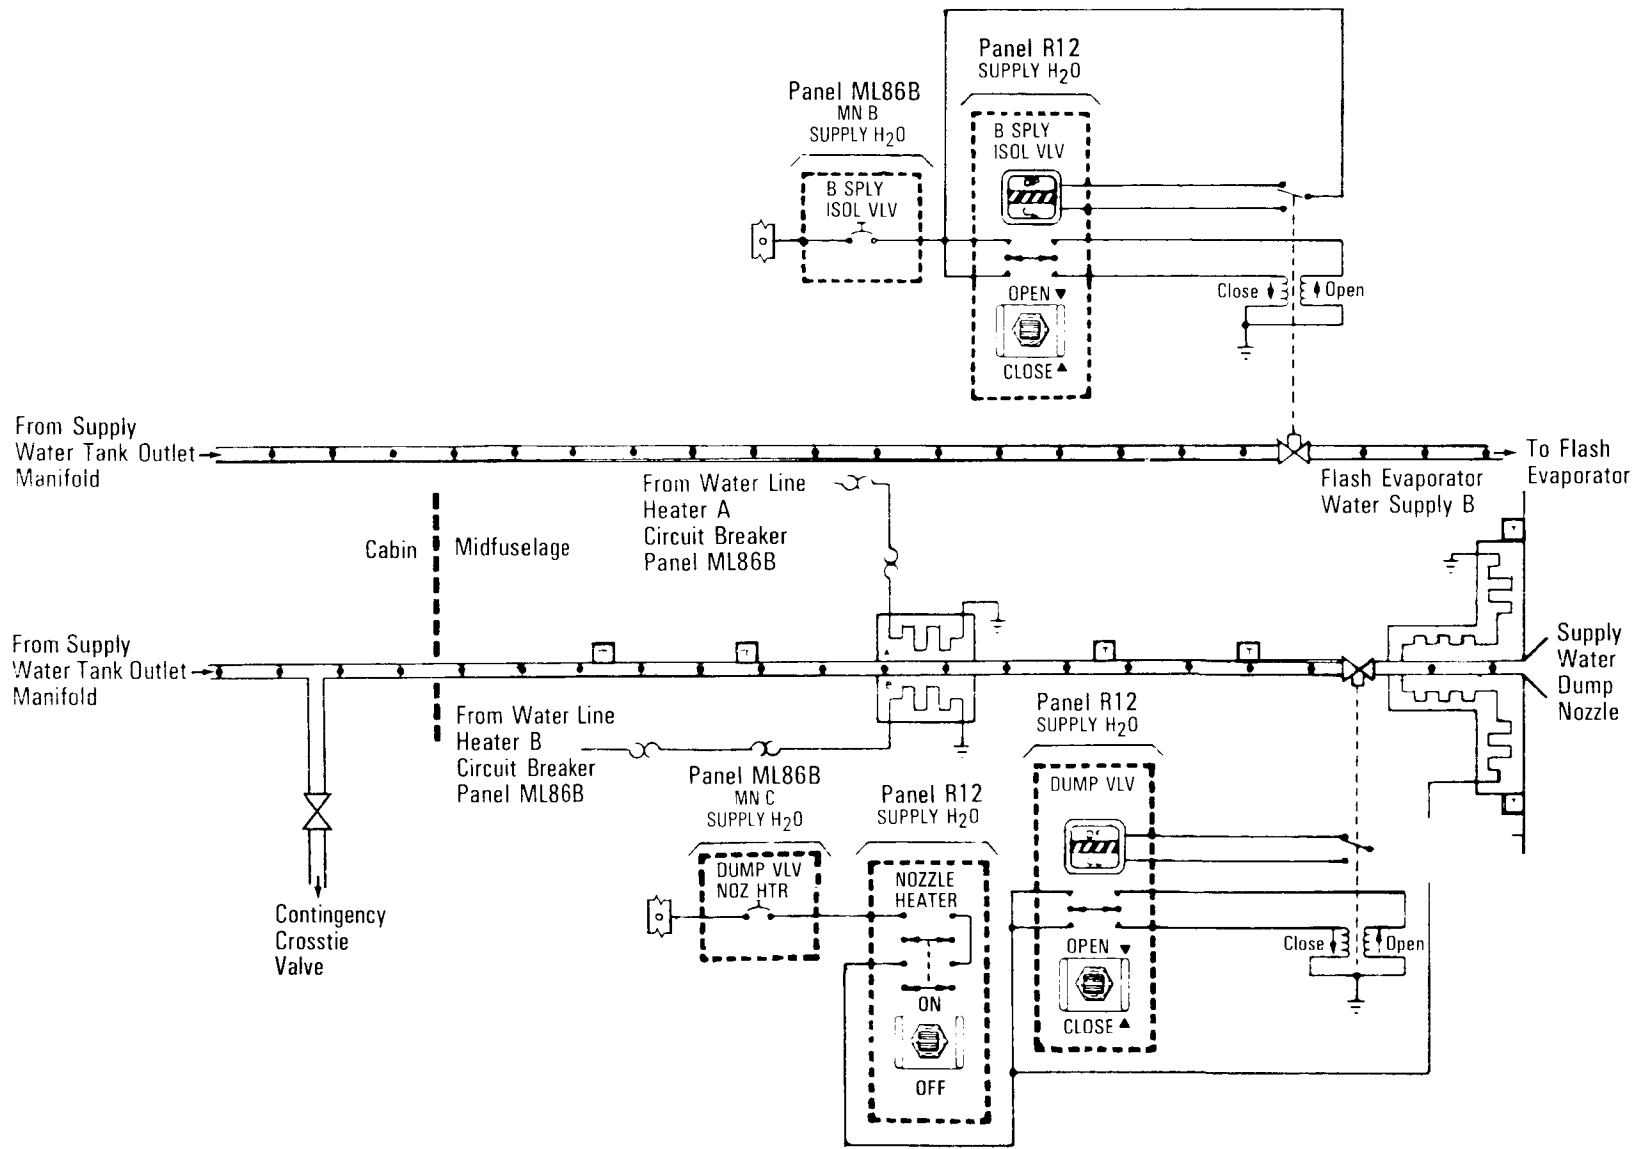 Panel R12
SUPPLY H2O
Panel ML86B
MN B
SUPPLY H2O
B SPLY
ISOL VLV
B SPLY
ISOL VLV
OPEN
CLOSE
Close
Open
From Supply
Water Tank Outlet
Manifold
To Flash
Evaporator
Flash Evaporator
Water Supply B
From Water Line
Heater A
Circuit Breaker
Panel ML86B
Cabin
Midfuselage
From Supply
Water Tank Outlet
Manifold
Supply
Water
Dump
Nozzle
From Water Line
Heater B
Circuit Breaker
Panel ML86B
Panel R12
SUPPLY H2O
DUMP VLV
OPEN
CLOSE
Close
Open
Panel ML86B
MN C
SUPPLY H2O
DUMP VLV
NOZ HTR
Panel R12
SUPPLY H2O
NOZZLE
HEATER
ON
OFF
Contingency
Crosstie
Valve